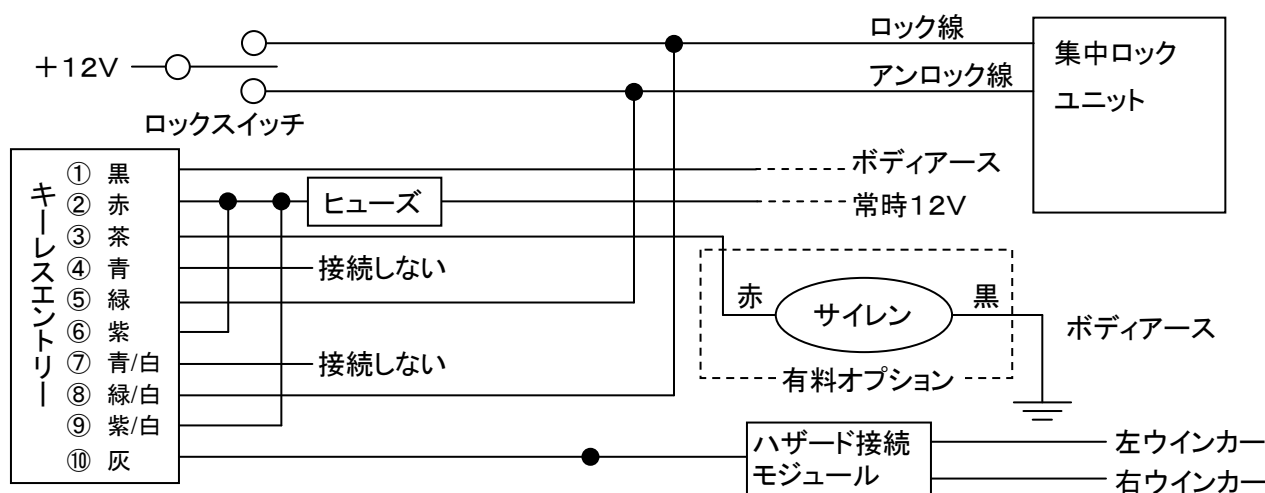 ロック線
＋12V
アンロック線
集中ロック
ユニット
ロックスイッチ
キーレスエントリー
① 黒
② 赤
③ 茶
④ 青
⑤ 緑
⑥ 紫
⑦ 青/白
⑧ 緑/白
⑨ 紫/白
⑩ 灰
ボディアース
ヒューズ
常時12V
接続しない
赤
サイレン
黒
ボディアース
接続しない
有料オプション
ハザード接続
モジュール
左ウインカー
右ウインカー